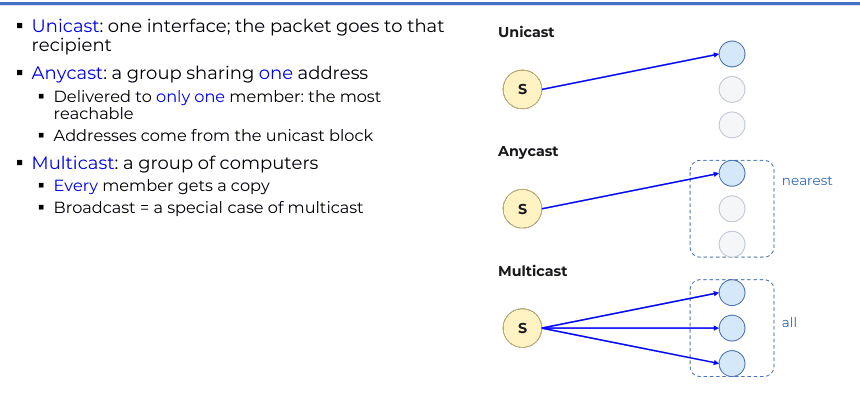 ▪ Unicast: one interface; the packet goes to that
recipient
▪ Anycast: a group sharing one address
▪ Delivered to only one member: the most
reachable
▪ Addresses come from the unicast block
▪ Multicast: a group of computers
▪ Every member gets a copy
▪ Broadcast = a special case of multicast
Unicast
S
Anycast
S
nearest
Multicast
S
all